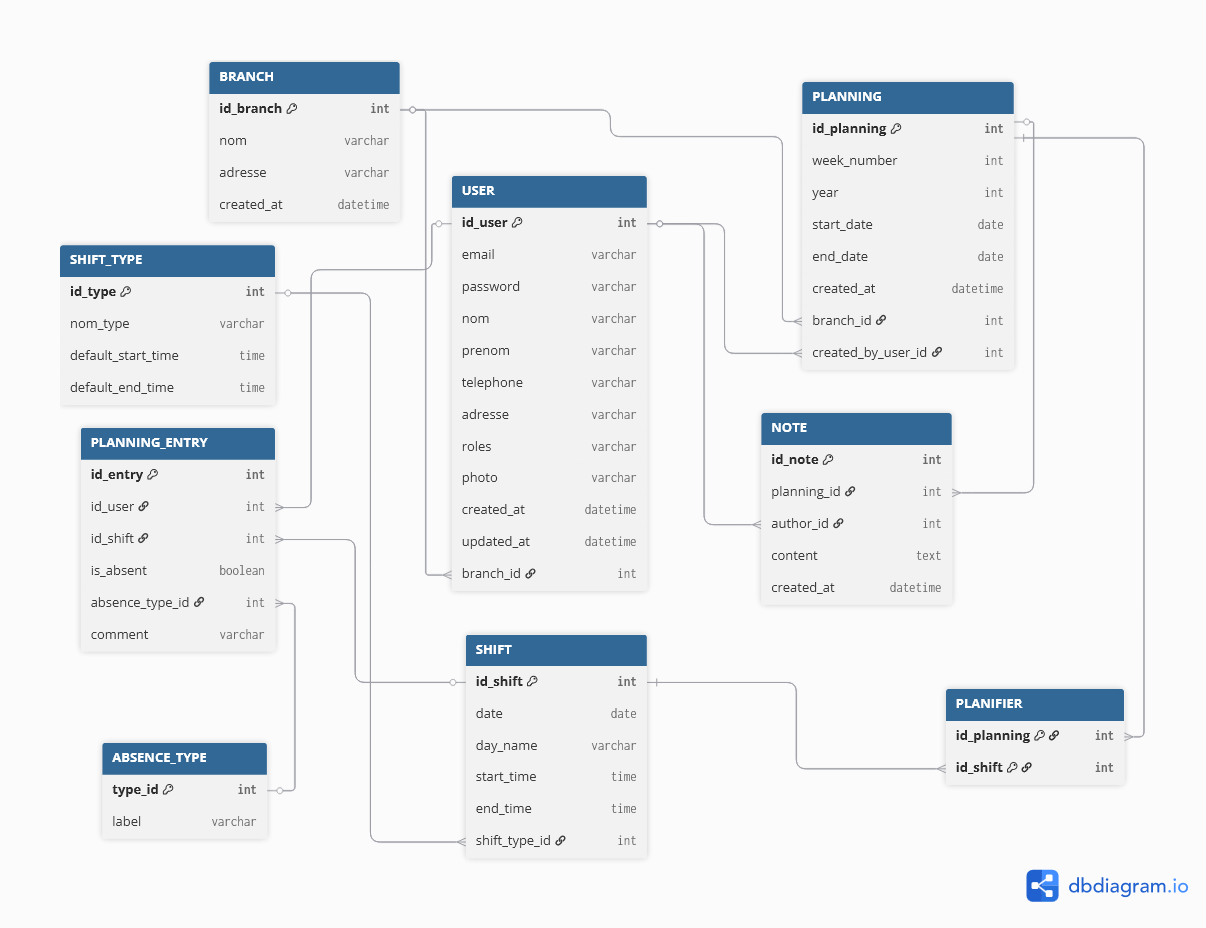 BRANCH
id_branch int
nom varchar
adresse varchar
created_at datetime
PLANNING
id_planning int
week_number int
year int
start_date date
end_date date
created_at datetime
branch_id int
created_by_user_id int
USER
id_user int
email varchar
password varchar
nom varchar
prenom varchar
telephone varchar
adresse varchar
roles varchar
photo varchar
created_at datetime
updated_at datetime
branch_id int
SHIFT_TYPE
id_type int
nom_type varchar
default_start_time time
default_end_time time
PLANNING_ENTRY
id_entry int
id_user int
id_shift int
is_absent boolean
absence_type_id int
comment varchar
NOTE
id_note int
planning_id int
author_id int
content text
created_at datetime
SHIFT
id_shift int
date date
day_name varchar
start_time time
end_time time
shift_type_id int
PLANIFIER
id_planning int
id_shift int
ABSENCE_TYPE
type_id int
label varchar
dbdiagram.io